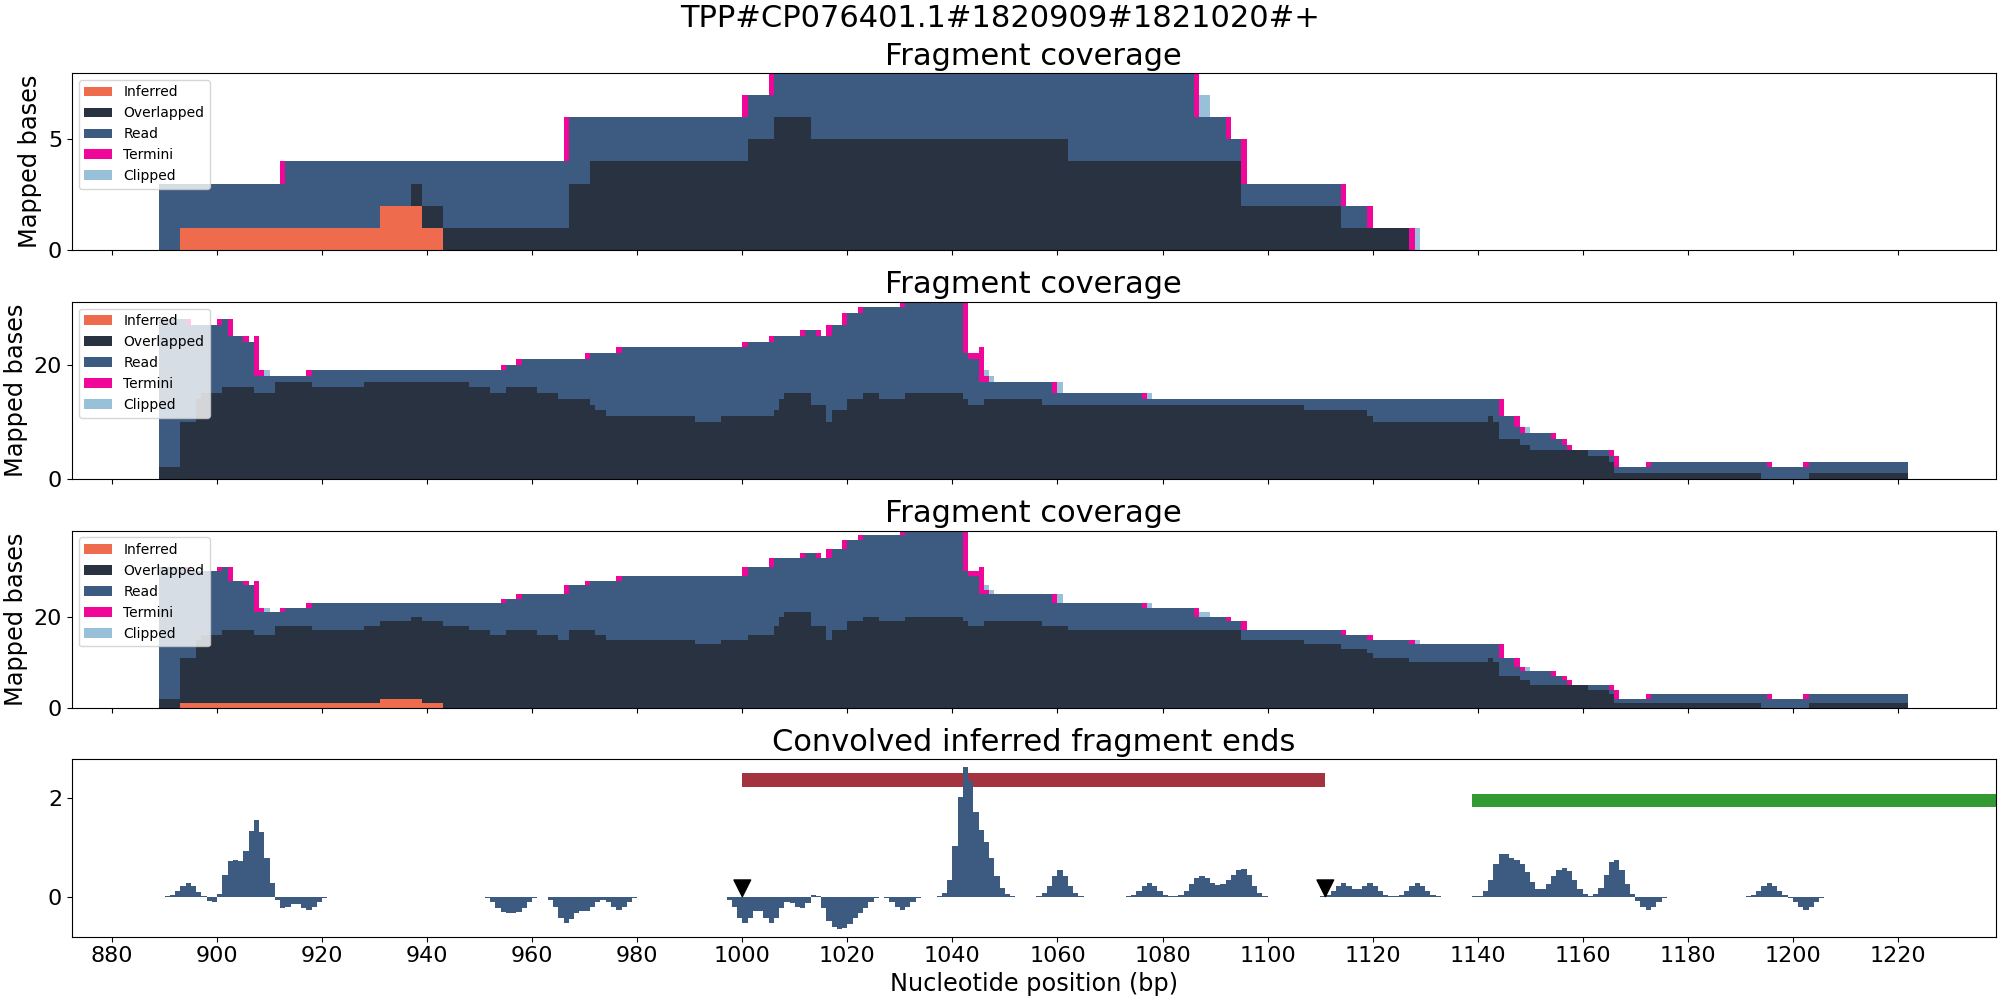 TPP#CP076401.1#1820909#1821020#+
Fragment coverage
Mapped bases
5
0
Inferred
Overlapped
Read
Termini
Clipped
Fragment coverage
Mapped bases
20
0
Inferred
Overlapped
Read
Termini
Clipped
Fragment coverage
Mapped bases
20
0
Inferred
Overlapped
Read
Termini
Clipped
Convolved inferred fragment ends
2
0
880 900 920 940 960 980 1000 1020 1040 1060 1080 1100 1120 1140 1160 1180 1200 1220
Nucleotide position (bp)